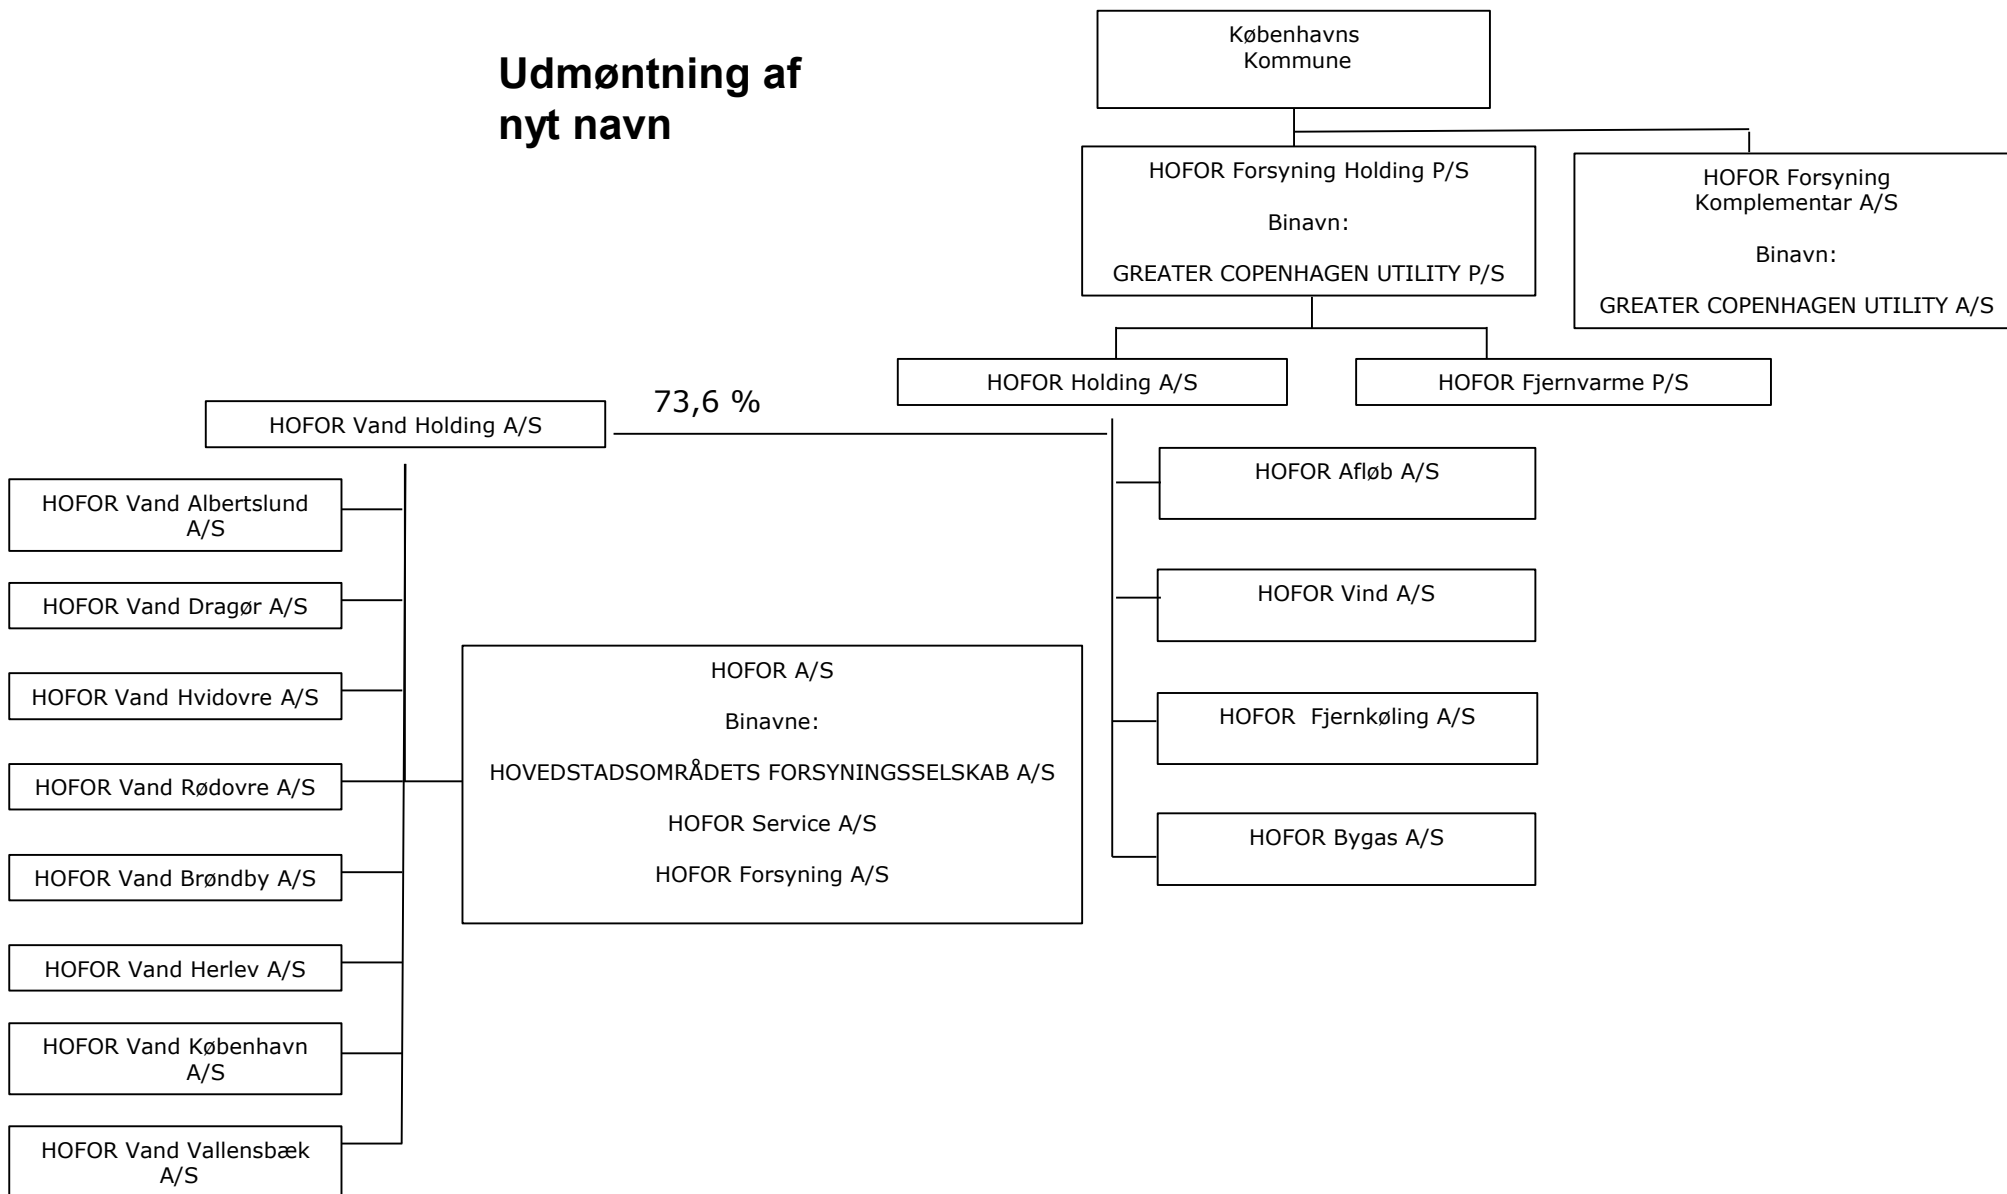 Udmøntning af
nyt navn
Københavns
Kommune
HOFOR Forsyning Holding P/S
Binavn:
GREATER COPENHAGEN UTILITY P/S
HOFOR Forsyning
Komplementar A/S
Binavn:
GREATER COPENHAGEN UTILITY A/S
HOFOR Holding A/S
HOFOR Fjernvarme P/S
73,6 %
HOFOR Vand Holding A/S
HOFOR Afløb A/S
HOFOR Vind A/S
HOFOR  Fjernkøling A/S
HOFOR Bygas A/S
HOFOR Vand Albertslund
A/S
HOFOR Vand Dragør A/S
HOFOR Vand Hvidovre A/S
HOFOR Vand Rødovre A/S
HOFOR Vand Brøndby A/S
HOFOR Vand Herlev A/S
HOFOR Vand København
A/S
HOFOR Vand Vallensbæk
A/S
HOFOR A/S
Binavne:
HOVEDSTADSOMRÅDETS FORSYNINGSSELSKAB A/S
HOFOR Service A/S
HOFOR Forsyning A/S